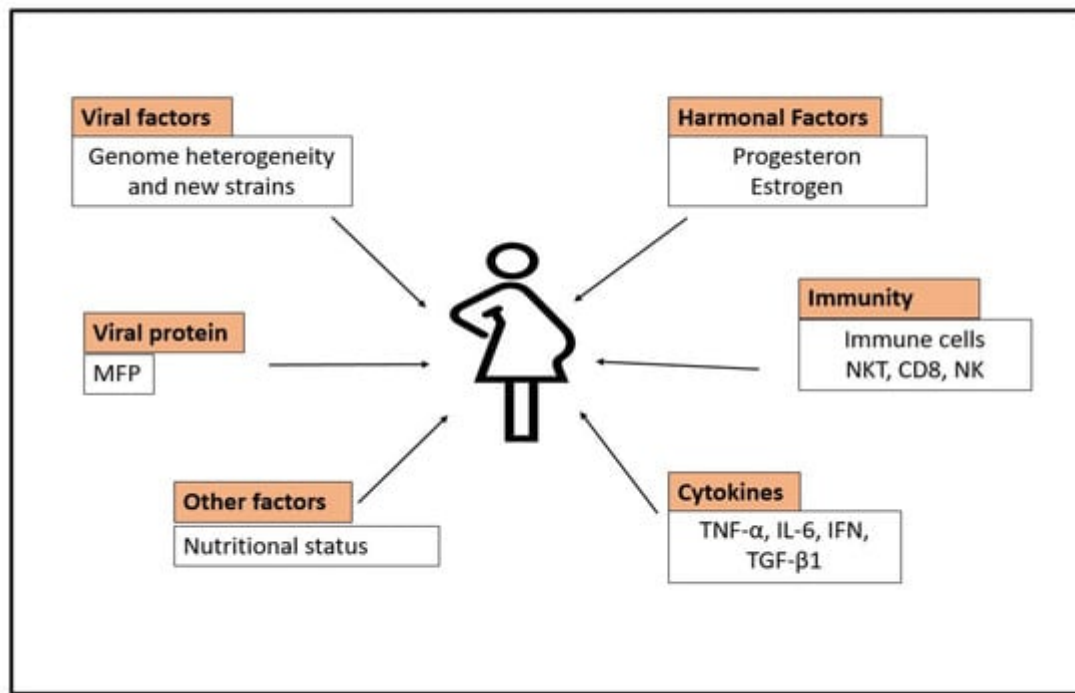 Viral factors
Genome heterogeneity
and new strains
Harmonal Factors
Progesteron
Estrogen
Viral protein
MFP
Immunity
Immune cells
NKT, CD8, NK
Other factors
Nutritional status
Cytokines
TNF-α, IL-6, IFN,
TGF-β1